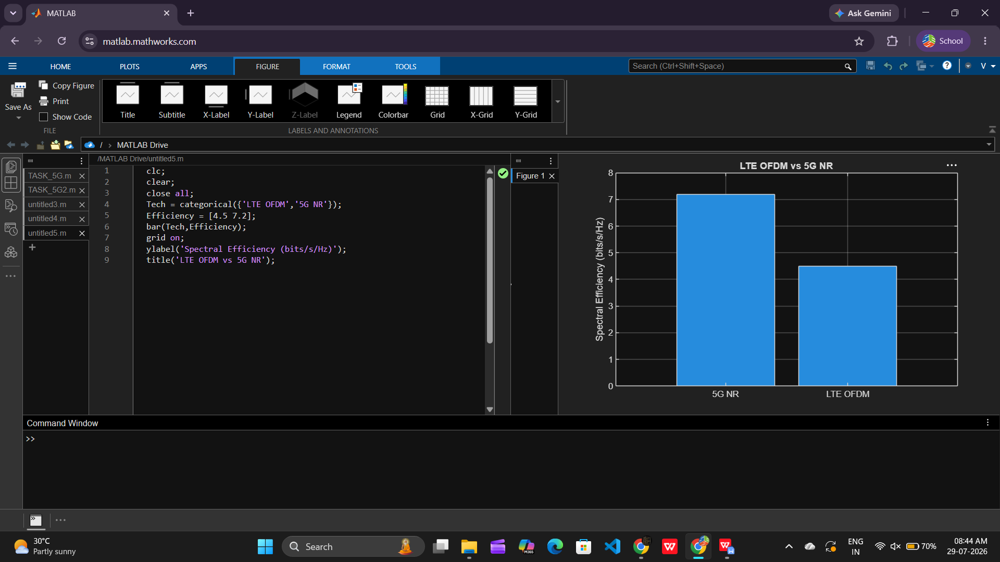 MATLAB
Ask Gemini
matlab.mathworks.com
School
HOME
PLOTS
APPS
FIGURE
FORMAT
TOOLS
Search (Ctrl+Shift+Space)
?
V
Save As
Copy Figure
Print
Show Code
FILE
Title
Subtitle
X-Label
Y-Label
Z-Label
Legend
Colorbar
Grid
X-Grid
Y-Grid
LABELS AND ANNOTATIONS
/ › MATLAB Drive
TASK_5G.m
TASK_5G2.m
untitled3.m
untitled4.m
untitled5.m
/MATLAB Drive/untitled5.m
1 clc;
2 clear;
3 close all;
4 Tech = categorical({'LTE OFDM','5G NR'});
5 Efficiency = [4.5 7.2];
6 bar(Tech,Efficiency);
7 grid on;
8 ylabel('Spectral Efficiency (bits/s/Hz)');
9 title('LTE OFDM vs 5G NR');
Figure 1
LTE OFDM vs 5G NR
Spectral Efficiency (bits/s/Hz)
8
7
6
5
4
3
2
1
0
5G NR
LTE OFDM
Command Window
>>
30°C
Partly sunny
Search
M365
ENG
IN
70%
08:44 AM
29-07-2026